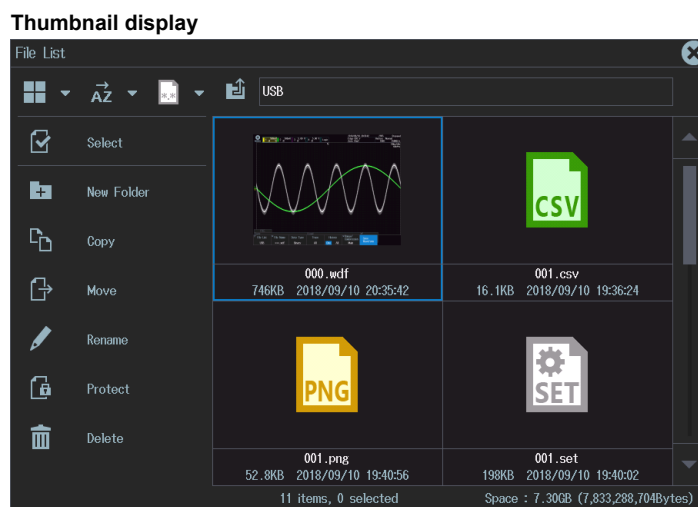 Thumbnail display
File List
AZ
*.*
USB
Select
New Folder
Copy
Move
Rename
Protect
Delete
000.wdf
746KB 2018/09/10 20:35:42
CSV
001.csv
16.1KB 2018/09/10 19:36:24
PNG
001.png
52.8KB 2018/09/10 19:40:56
SET
001.set
198KB 2018/09/10 19:40:02
11 items, 0 selected
Space : 7.30GB (7,833,288,704Bytes)